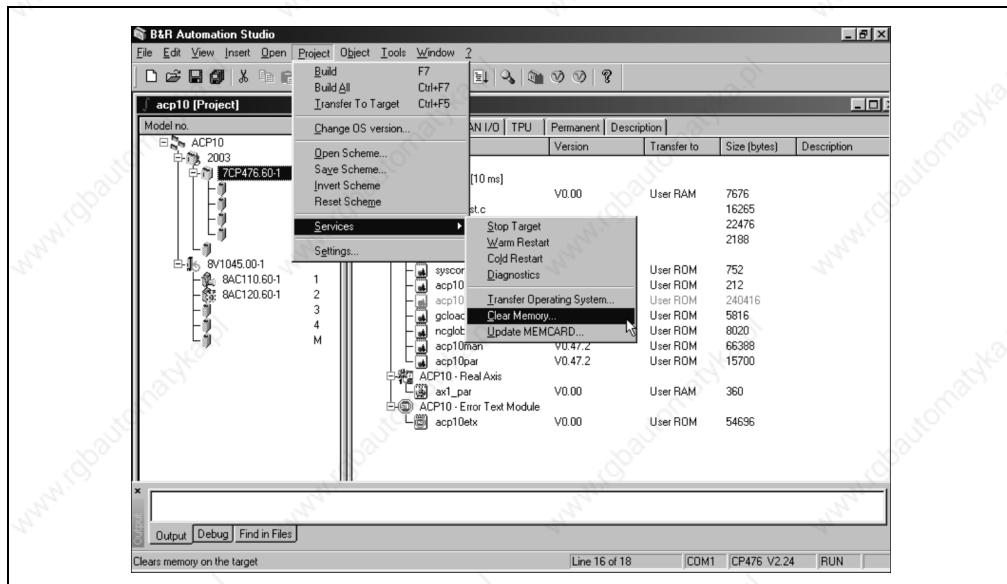 B&R Automation Studio
File Edit View Insert Open Project Object Tools Window ?
Build F7
Build All Ctrl+F7
Transfer To Target Ctrl+F5
Change OS version...
Open Scheme...
Save Scheme...
Invert Scheme
Reset Scheme
Services
Settings...
Stop Target
Warm Restart
Cold Restart
Diagnostics
Transfer Operating System...
Clear Memory...
Update MEMCARD...
acp10 [Project]
Model no.
ACP10
2003
7CP476.60-1
8V1045.00-1
8AC110.60-1 1
8AC120.60-1 2
3
4
M
AN I/O TPU Permanent Description
Version Transfer to Size (bytes) Description
[10 ms]
V0.00 User RAM 7676
st.c 16265
22476
2188
syscor User ROM 752
acp10 User ROM 212
acp10 User ROM 240416
gcloac User ROM 5816
ncglob User ROM 8020
acp10man V0.47.2 User ROM 66388
acp10par V0.47.2 User ROM 15700
ACP10 - Real Axis
ax1_par V0.00 User RAM 360
ACP10 - Error Text Module
acp10etx V0.00 User ROM 54696
Output
Output Debug Find in Files
Clears memory on the target Line 16 of 18 COM1 CP476 V2.24 RUN